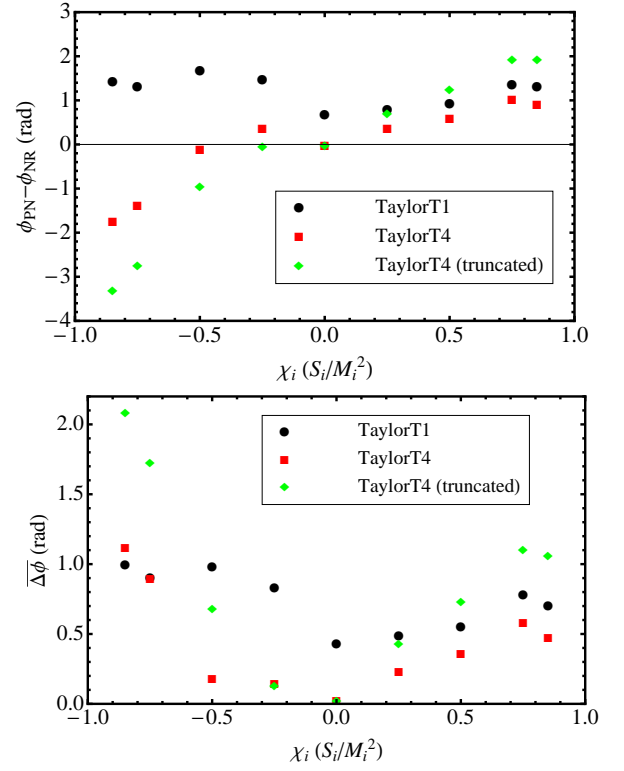 3
2
1
0
−1
−2
−3
−4
ϕPN−ϕNR (rad)
TaylorT1
TaylorT4
TaylorT4 (truncated)
−1.0 −0.5 0.0 0.5 1.0
χi (Si/Mi²)
2.0
1.5
1.0
0.5
0.0
Δϕ (rad)
TaylorT1
TaylorT4
TaylorT4 (truncated)
−1.0 −0.5 0.0 0.5 1.0
χi (Si/Mi²)